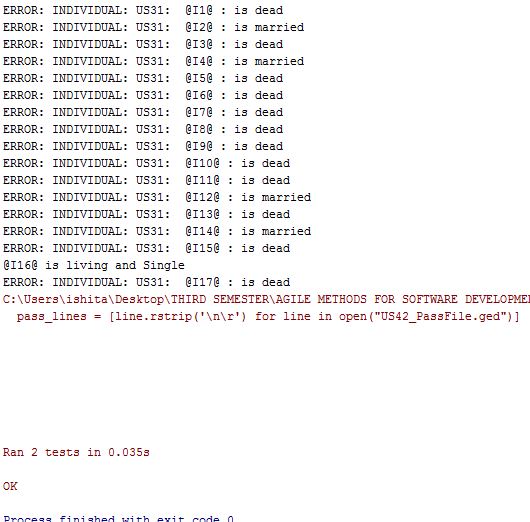 ERROR: INDIVIDUAL: US31:  @I1@ : is dead
ERROR: INDIVIDUAL: US31:  @I2@ : is married
ERROR: INDIVIDUAL: US31:  @I3@ : is dead
ERROR: INDIVIDUAL: US31:  @I4@ : is married
ERROR: INDIVIDUAL: US31:  @I5@ : is dead
ERROR: INDIVIDUAL: US31:  @I6@ : is dead
ERROR: INDIVIDUAL: US31:  @I7@ : is dead
ERROR: INDIVIDUAL: US31:  @I8@ : is dead
ERROR: INDIVIDUAL: US31:  @I9@ : is dead
ERROR: INDIVIDUAL: US31:  @I10@ : is dead
ERROR: INDIVIDUAL: US31:  @I11@ : is dead
ERROR: INDIVIDUAL: US31:  @I12@ : is married
ERROR: INDIVIDUAL: US31:  @I13@ : is dead
ERROR: INDIVIDUAL: US31:  @I14@ : is married
ERROR: INDIVIDUAL: US31:  @I15@ : is dead
@I16@ is living and Single
ERROR: INDIVIDUAL: US31:  @I17@ : is dead
C:\Users\ishita\Desktop\THIRD SEMESTER\AGILE METHODS FOR SOFTWARE DEVELOPME
  pass_lines = [line.rstrip('\n\r') for line in open("US42_PassFile.ged")]
Ran 2 tests in 0.035s
OK
Process finished with exit code 0